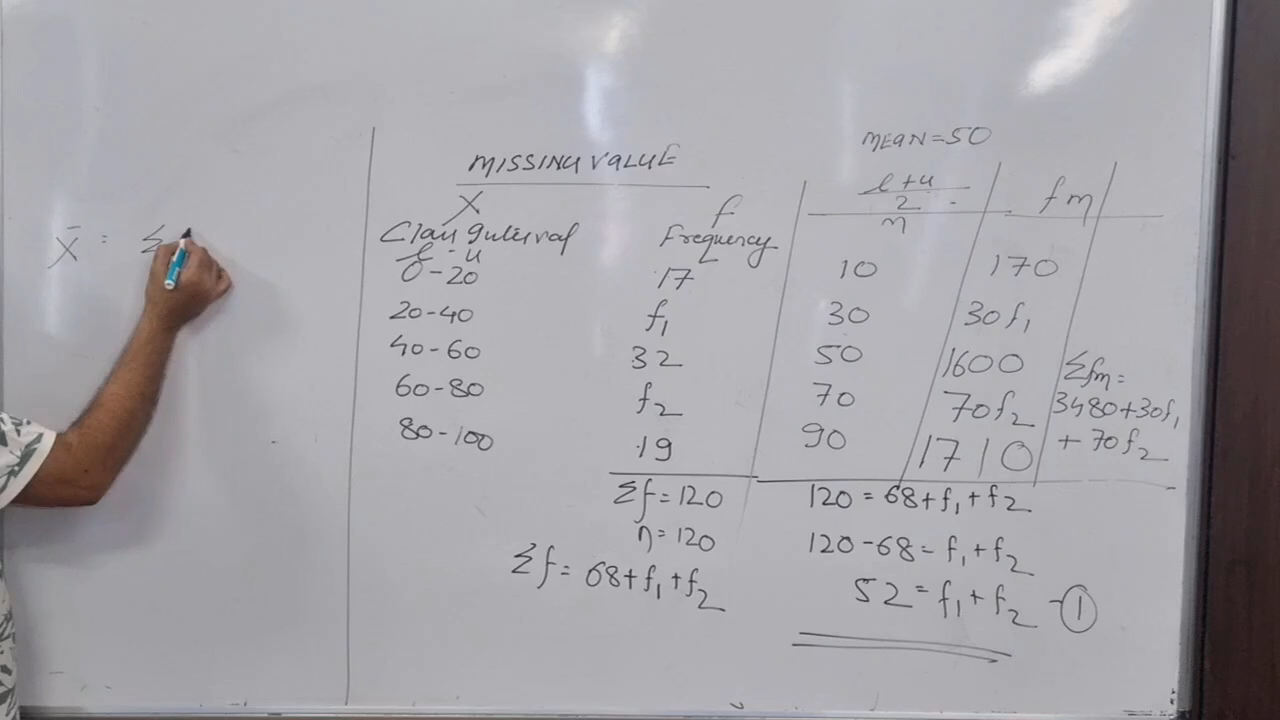 MEAN=50
MISSING VALUE
X f l+u/2 m fm
Class Interval Frequency
l - u
0-20 17 10 170
20-40 f₁ 30 30f₁
40-60 32 50 1600
60-80 f₂ 70 70f₂
80-100 19 90 1710
Σfm=
3480+30f₁
+70f₂
Σf=120
n=120
Σf=68+f₁+f₂
120=68+f₁+f₂
120-68=f₁+f₂
52=f₁+f₂ -①
X̄ = Σ